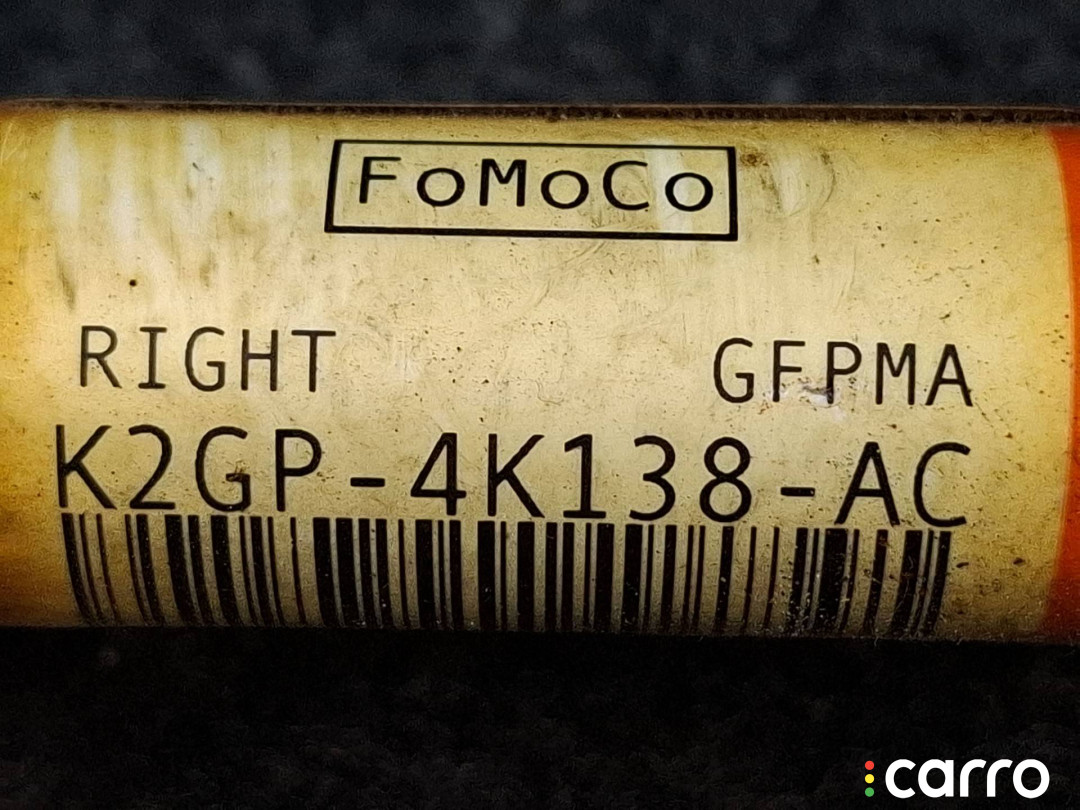 FoMoCo
RIGHT GFPMA
K2GP-4K138-AC
carro